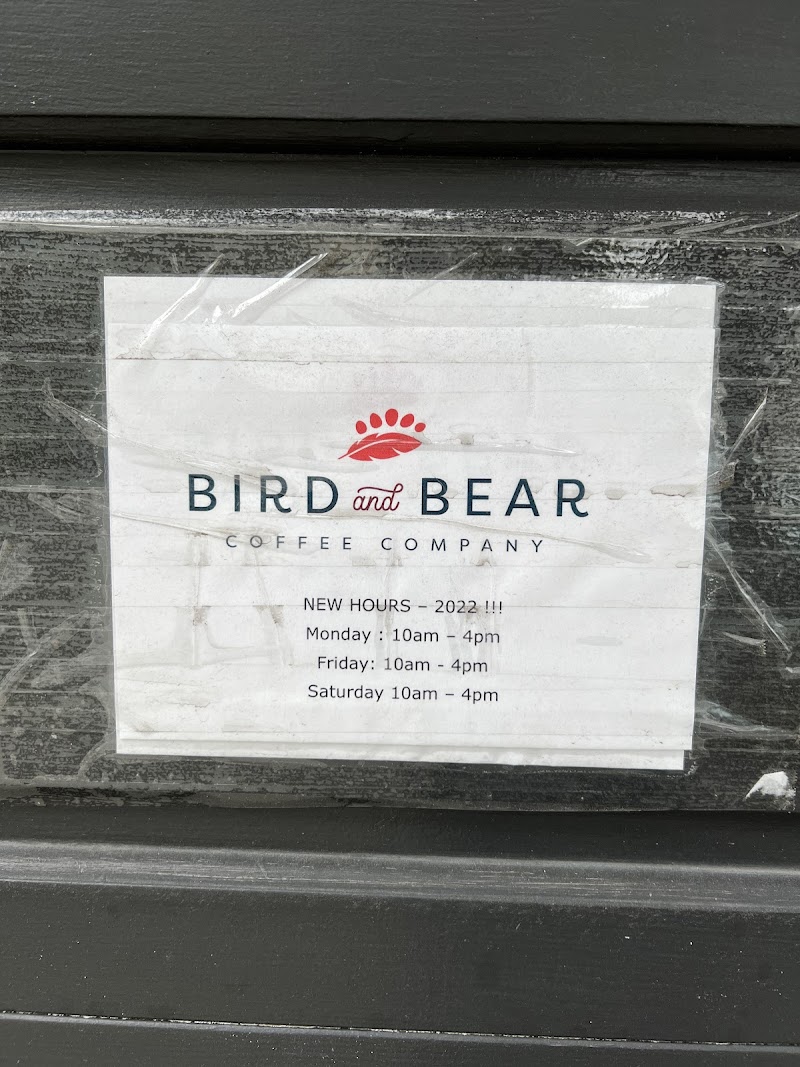 BIRD and BEAR
COFFEE COMPANY
NEW HOURS – 2022 !!!
Monday : 10am – 4pm
Friday: 10am - 4pm
Saturday 10am – 4pm